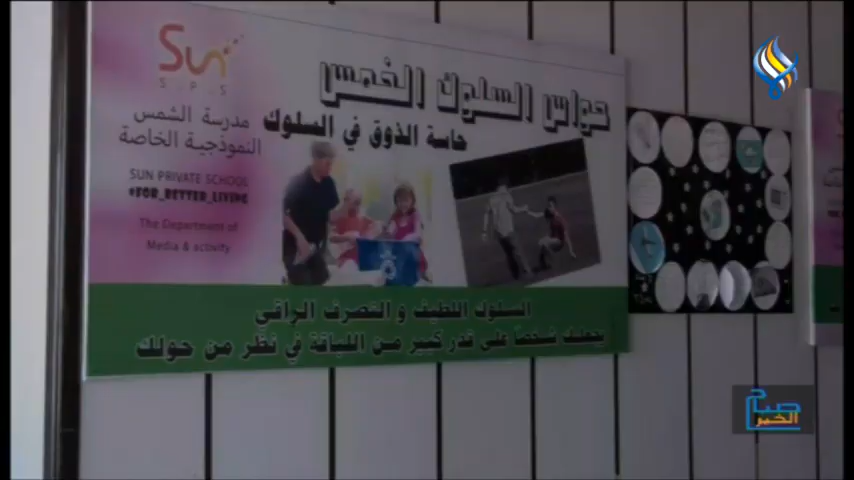 Sun
S P S
مدرسة الشمس
النموذجية الخاصة
SUN PRIVATE SCHOOL
#FOR_BETTER_LIVING
The Department of
Media & activity
حواس السلوك الخمس
حاسة الذوق في السلوك
السلوك اللطيف و التصرف الراقي
يجعلك شخصاً على قدر كبير من اللباقة في نظر من حولك
صباح
الخير